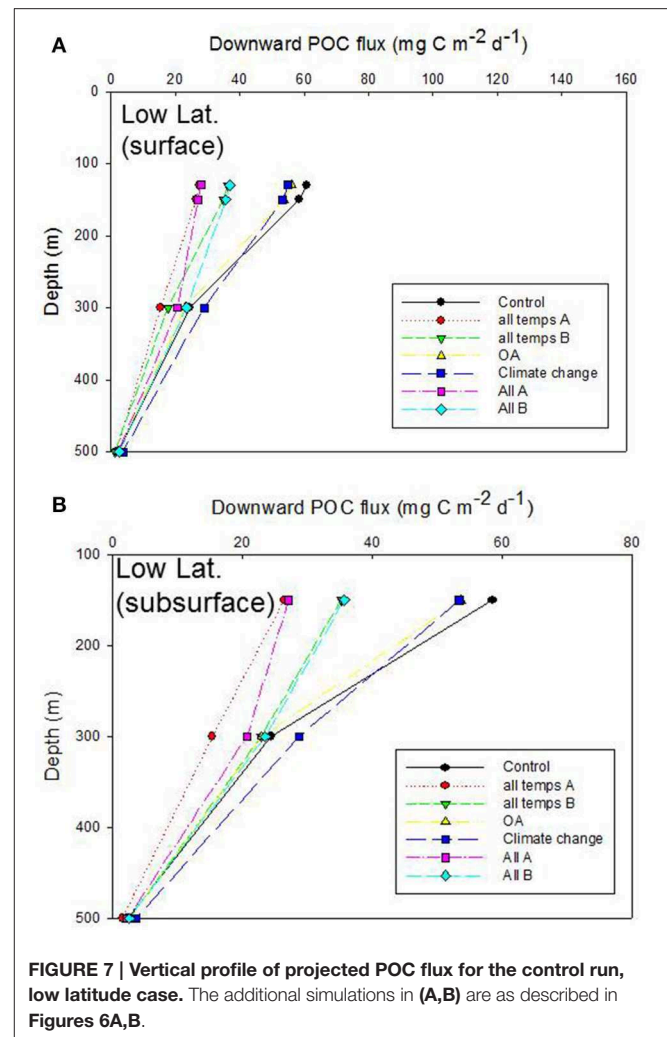 A
Downward POC flux (mg C m-2 d-1)
0 20 40 60 80 100 120 140 160
0
Low Lat.
(surface)
100
200
Depth (m)
300
400
500
Control
all temps A
all temps B
OA
Climate change
All A
All B
B
Downward POC flux (mg C m-2 d-1)
0 20 40 60 80
100
Low Lat.
(subsurface)
200
Depth (m)
300
400
500
Control
all temps A
all temps B
OA
Climate change
All A
All B
FIGURE 7 | Vertical profile of projected POC flux for the control run,
low latitude case. The additional simulations in (A,B) are as described in
Figures 6A,B.